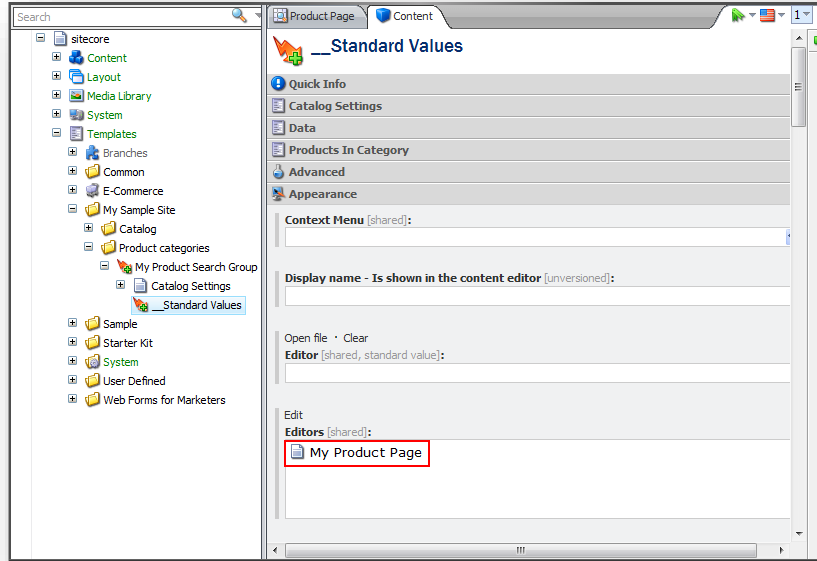 Search
sitecore
Content
Layout
Media Library
System
Templates
Branches
Common
E-Commerce
My Sample Site
Catalog
Product categories
My Product Search Group
Catalog Settings
__Standard Values
Sample
Starter Kit
System
User Defined
Web Forms for Marketers
Product Page
Content
1
__Standard Values
Quick Info
Catalog Settings
Data
Products In Category
Advanced
Appearance
Context Menu [shared]:
Display name - Is shown in the content editor [unversioned]:
Open file · Clear
Editor [shared, standard value]:
Edit
Editors [shared]:
My Product Page